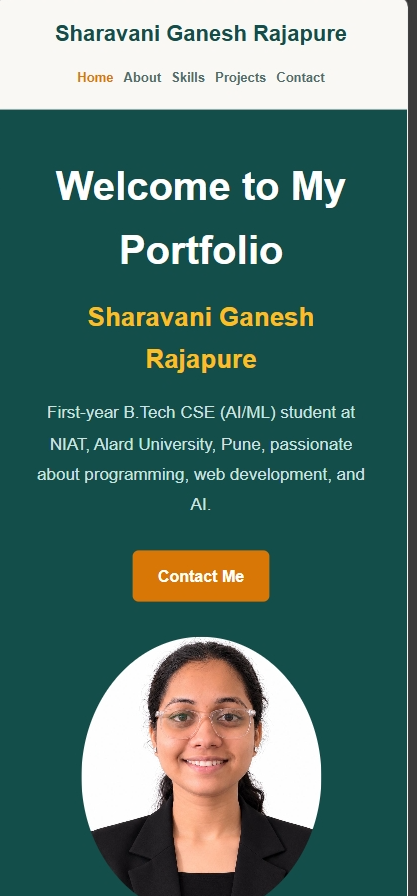 Sharavani Ganesh Rajapure
Home About Skills Projects Contact
Welcome to My
Portfolio
Sharavani Ganesh
Rajapure
First-year B.Tech CSE (AI/ML) student at
NIAT, Alard University, Pune, passionate
about programming, web development, and
AI.
Contact Me